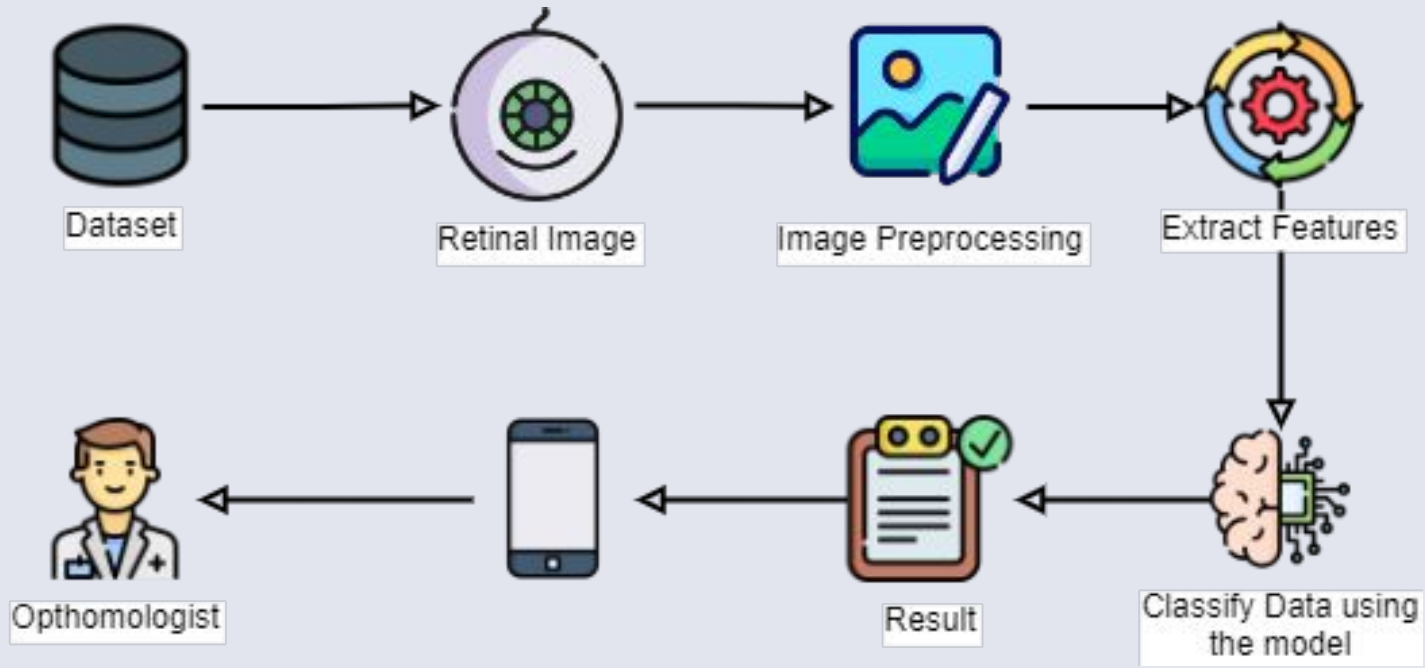 Dataset
Retinal Image
Image Preprocessing
Extract Features
Opthomologist
Result
Classify Data using
the model